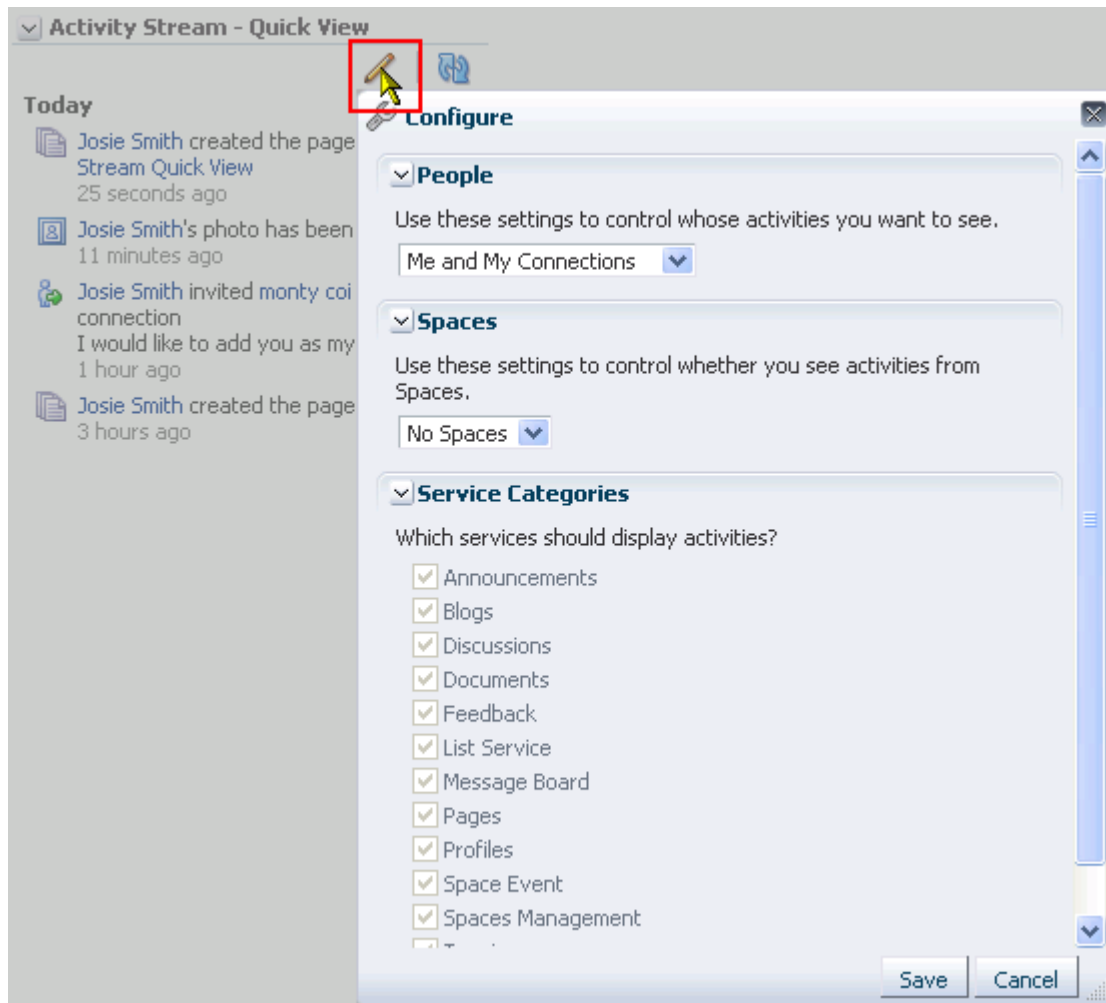 Activity Stream - Quick View
Today
Josie Smith created the page
Stream Quick View
25 seconds ago
Josie Smith's photo has been
11 minutes ago
Josie Smith invited monty coi
connection
I would like to add you as my
1 hour ago
Josie Smith created the page
3 hours ago
Configure
People
Use these settings to control whose activities you want to see.
Me and My Connections
Spaces
Use these settings to control whether you see activities from
Spaces.
No Spaces
Service Categories
Which services should display activities?
Announcements
Blogs
Discussions
Documents
Feedback
List Service
Message Board
Pages
Profiles
Space Event
Spaces Management
Save Cancel